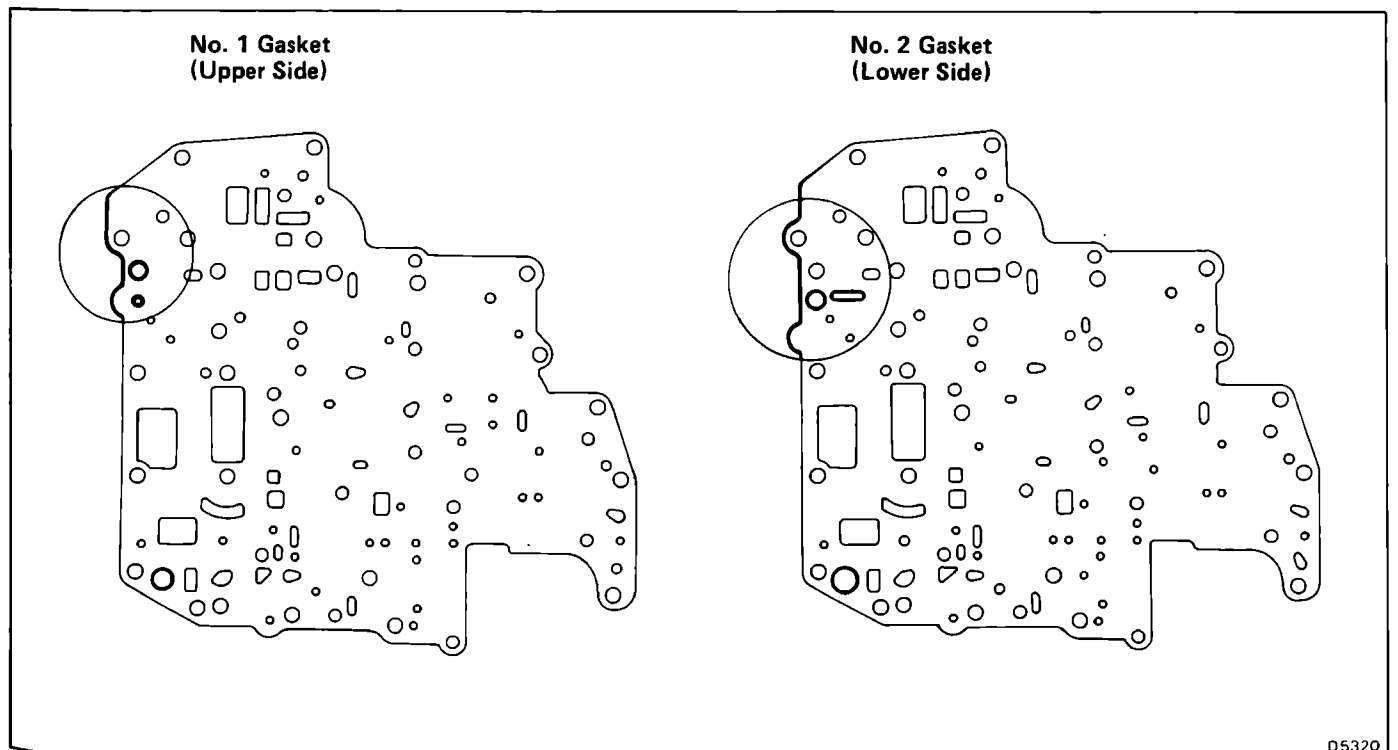 No. 1 Gasket
(Upper Side)
No. 2 Gasket
(Lower Side)
D5320